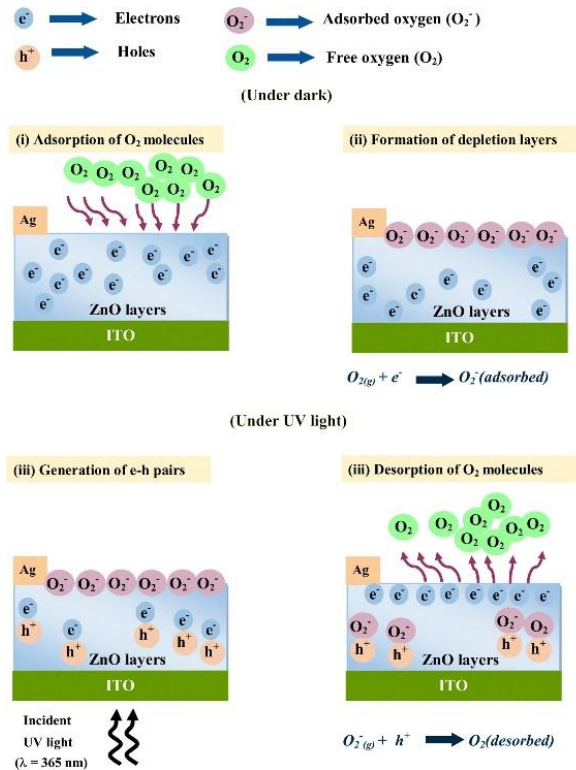 e⁻ Electrons
O₂⁻ Adsorbed oxygen (O₂⁻)
h⁺ Holes
O₂ Free oxygen (O₂)
(Under dark)
(i) Adsorption of O₂ molecules
O₂ O₂ O₂ O₂ O₂ O₂ O₂ O₂
Ag
e⁻ e⁻ e⁻ e⁻ e⁻ e⁻ e⁻ e⁻ e⁻ e⁻ e⁻
ZnO layers
ITO
(ii) Formation of depletion layers
Ag O₂⁻ O₂⁻ O₂⁻ O₂⁻ O₂⁻ O₂⁻
e⁻ e⁻ e⁻ e⁻ e⁻ e⁻ e⁻ e⁻ e⁻
ZnO layers
ITO
O₂(g) + e⁻ O₂⁻(adsorbed)
(Under UV light)
(iii) Generation of e-h pairs
Ag
O₂⁻ O₂⁻ O₂⁻ O₂⁻ O₂⁻ O₂⁻
e⁻ e⁻ e⁻ e⁻ e⁻
h⁺ h⁺ h⁺ h⁺ h⁺
ZnO layers
ITO
Incident
UV light
(λ = 365 nm)
(iii) Desorption of O₂ molecules
O₂ O₂ O₂ O₂ O₂ O₂ O₂ O₂
Ag
e⁻ e⁻ e⁻ e⁻ e⁻ e⁻ e⁻ e⁻
O₂⁻ O₂⁻ O₂⁻ O₂
h⁺ h⁺ h⁺ h⁺
ZnO layers
ITO
O₂⁻(g) + h⁺ O₂(desorbed)